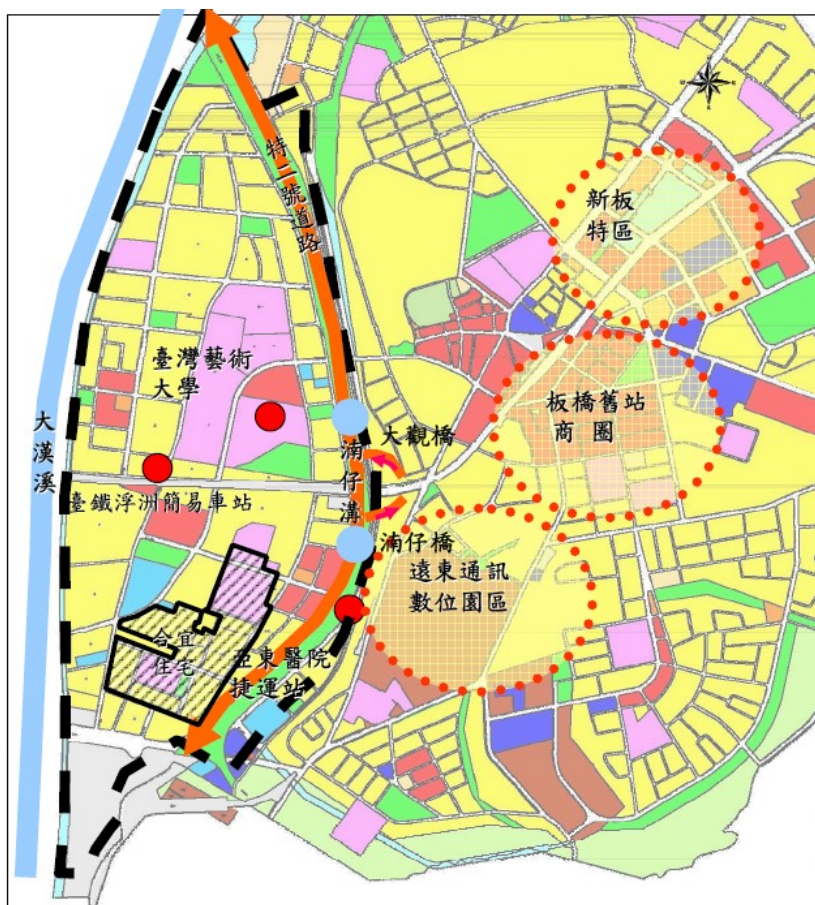 特二號道路
新板
特區
臺灣藝術
大學
板橋舊站
商圈
大漢溪
大觀橋
湳仔溝
臺鐵浮洲簡易車站
湳仔橋
遠東通訊
數位園區
合宜
住宅
亞東醫院
捷運站